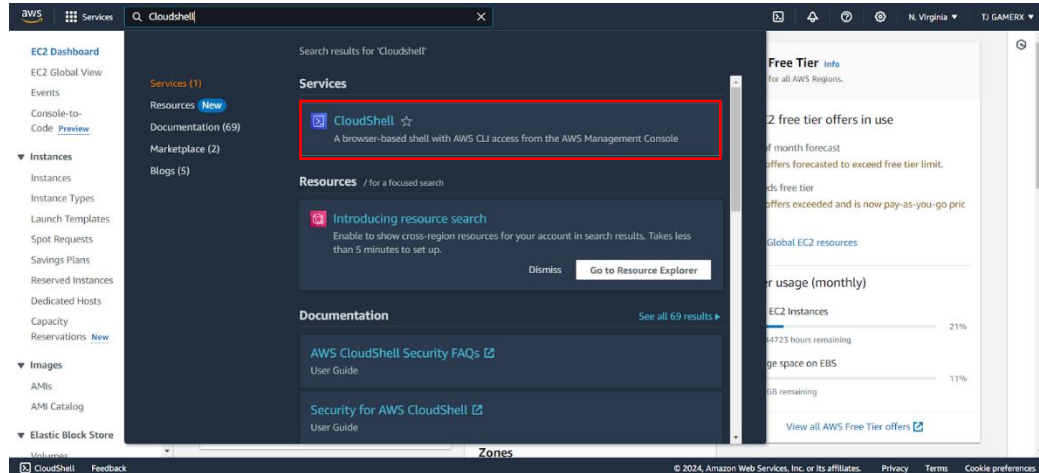 aws
Services
Cloudshell
N. Virginia
TJ GAMERX
EC2 Dashboard
EC2 Global View
Events
Console-to-
Code Preview
Instances
Instances
Instance Types
Launch Templates
Spot Requests
Savings Plans
Reserved Instances
Dedicated Hosts
Capacity
Reservations New
Images
AMIs
AMI Catalog
Elastic Block Store
Volumes
Search results for 'Cloudshell'
Services (1)
Resources New
Documentation (69)
Marketplace (2)
Blogs (5)
Services
CloudShell
A browser-based shell with AWS CLI access from the AWS Management Console
Resources / for a focused search
Introducing resource search
Enable to show cross-region resources for your account in search results. Takes less
than 5 minutes to set up.
Dismiss
Go to Resource Explorer
Documentation
See all 69 results
AWS CloudShell Security FAQs
User Guide
Security for AWS CloudShell
User Guide
Free Tier Info
for all AWS Regions.
free tier offers in use
month forecast
offers forecasted to exceed free tier limit.
free tier
offers exceeded and is now pay-as-you-go pric
Global EC2 resources
usage (monthly)
EC2 Instances
21%
hours remaining
space on EBS
11%
GB remaining
View all AWS Free Tier offers
Zones
CloudShell
Feedback
© 2024, Amazon Web Services, Inc. or its affiliates.
Privacy
Terms
Cookie preferences